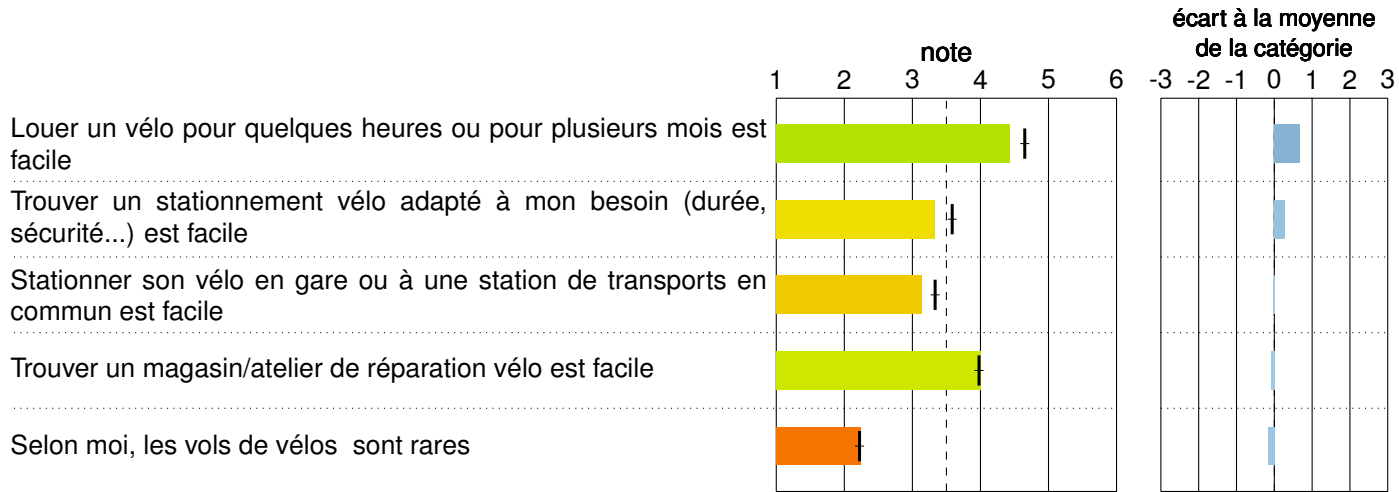 écart à la moyenne
note de la catégorie
1 2 3 4 5 6 -3 -2 -1 0 1 2 3
Louer un vélo pour quelques heures ou pour plusieurs mois est
facile
Trouver un stationnement vélo adapté à mon besoin (durée,
sécurité...) est facile
Stationner son vélo en gare ou à une station de transports en
commun est facile
Trouver un magasin/atelier de réparation vélo est facile
Selon moi, les vols de vélos sont rares